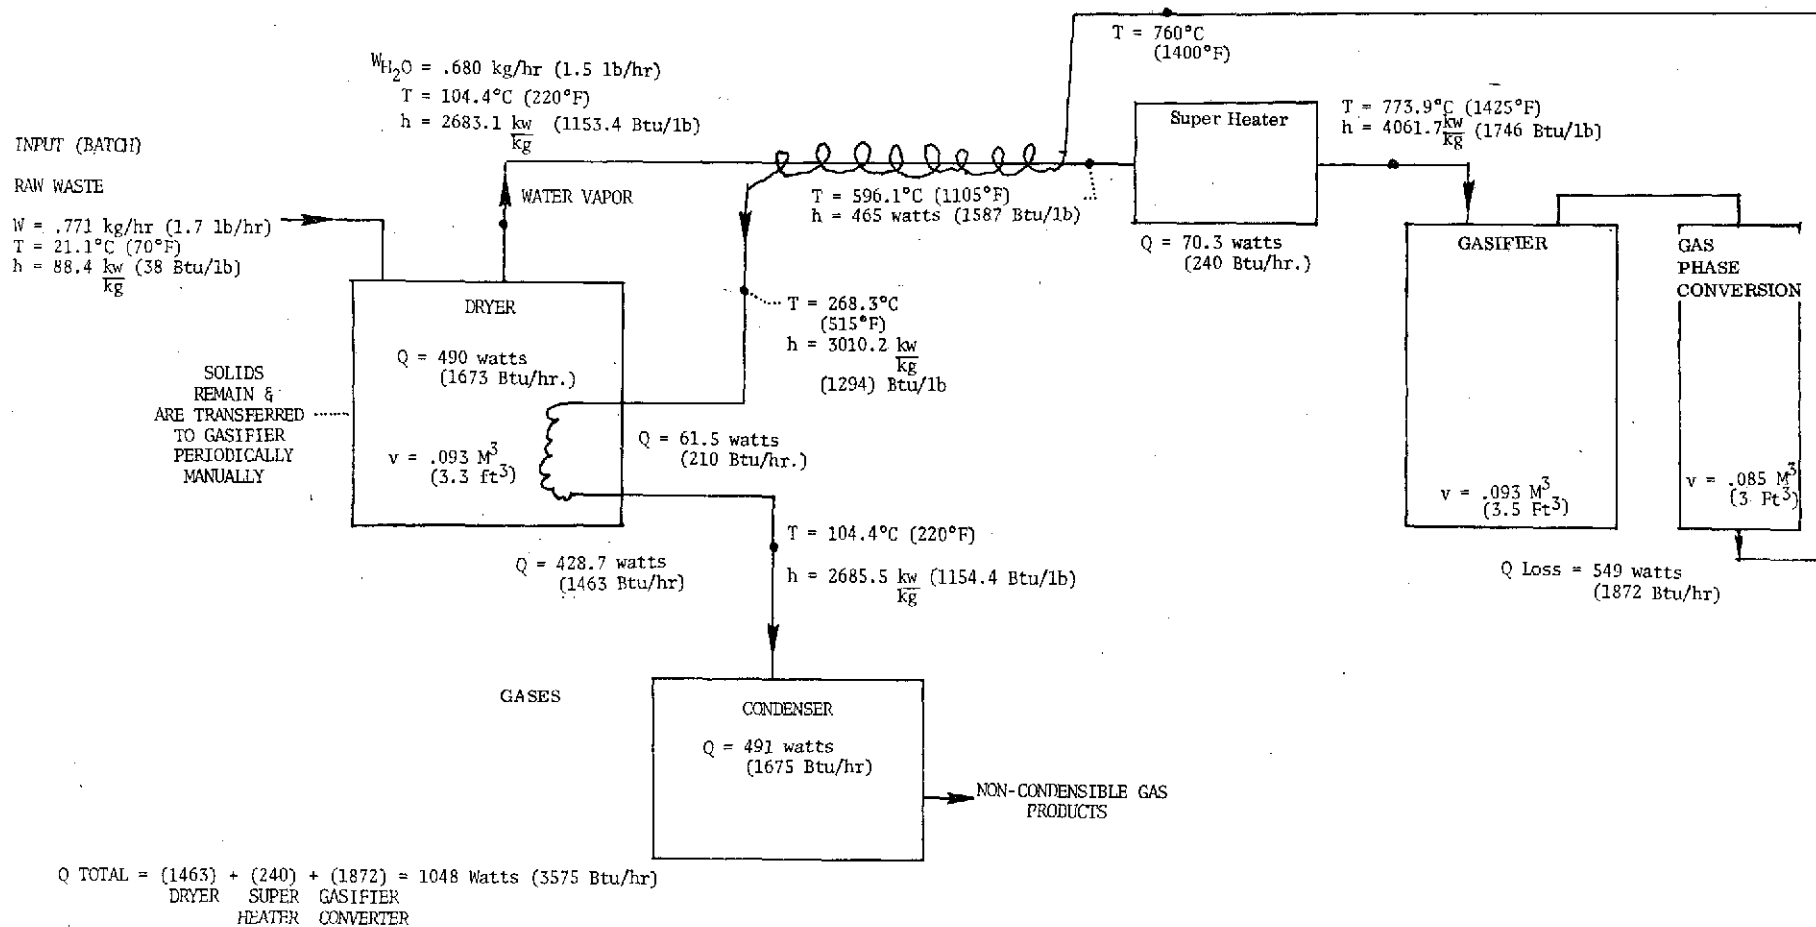 T = 760°C
(1400°F)
W_H2O = .680 kg/hr (1.5 lb/hr)
T = 104.4°C (220°F)
h = 2683.1 kw/kg (1153.4 Btu/lb)
Super Heater
T = 773.9°C (1425°F)
h = 4061.7 kw/kg (1746 Btu/lb)
INPUT (BATCH)
RAW WASTE
W = .771 kg/hr (1.7 lb/hr)
T = 21.1°C (70°F)
h = 88.4 kw/kg (38 Btu/lb)
WATER VAPOR
T = 596.1°C (1105°F)
h = 465 watts (1587 Btu/lb)
Q = 70.3 watts
(240 Btu/hr.)
GASIFIER
GAS
PHASE
CONVERSION
DRYER
T = 268.3°C
(515°F)
h = 3010.2 kw/kg
(1294) Btu/lb
Q = 490 watts
(1673 Btu/hr.)
SOLIDS
REMAIN &
ARE TRANSFERRED
TO GASIFIER
PERIODICALLY
MANUALLY
v = .093 M3
(3.3 ft3)
Q = 61.5 watts
(210 Btu/hr.)
v = .093 M3
(3.5 Ft3)
v = .085 M3
(3 Ft3)
T = 104.4°C (220°F)
h = 2685.5 kw/kg (1154.4 Btu/lb)
Q = 428.7 watts
(1463 Btu/hr)
Q Loss = 549 watts
(1872 Btu/hr)
GASES
CONDENSER
Q = 491 watts
(1675 Btu/hr)
NON-CONDENSIBLE GAS
PRODUCTS
Q TOTAL = (1463) + (240) + (1872) = 1048 Watts (3575 Btu/hr)
DRYER SUPER GASIFIER
HEATER CONVERTER